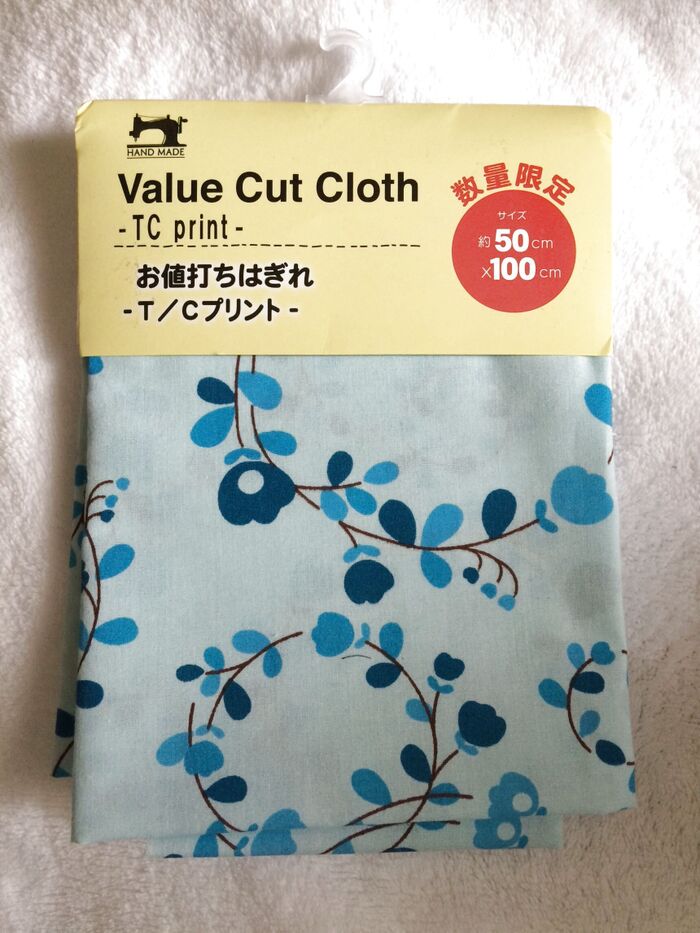 HAND MADE
Value Cut Cloth
-TC print-
お値打ちはぎれ
-T/Cプリント-
数量限定
サイズ
約50cm
x100cm